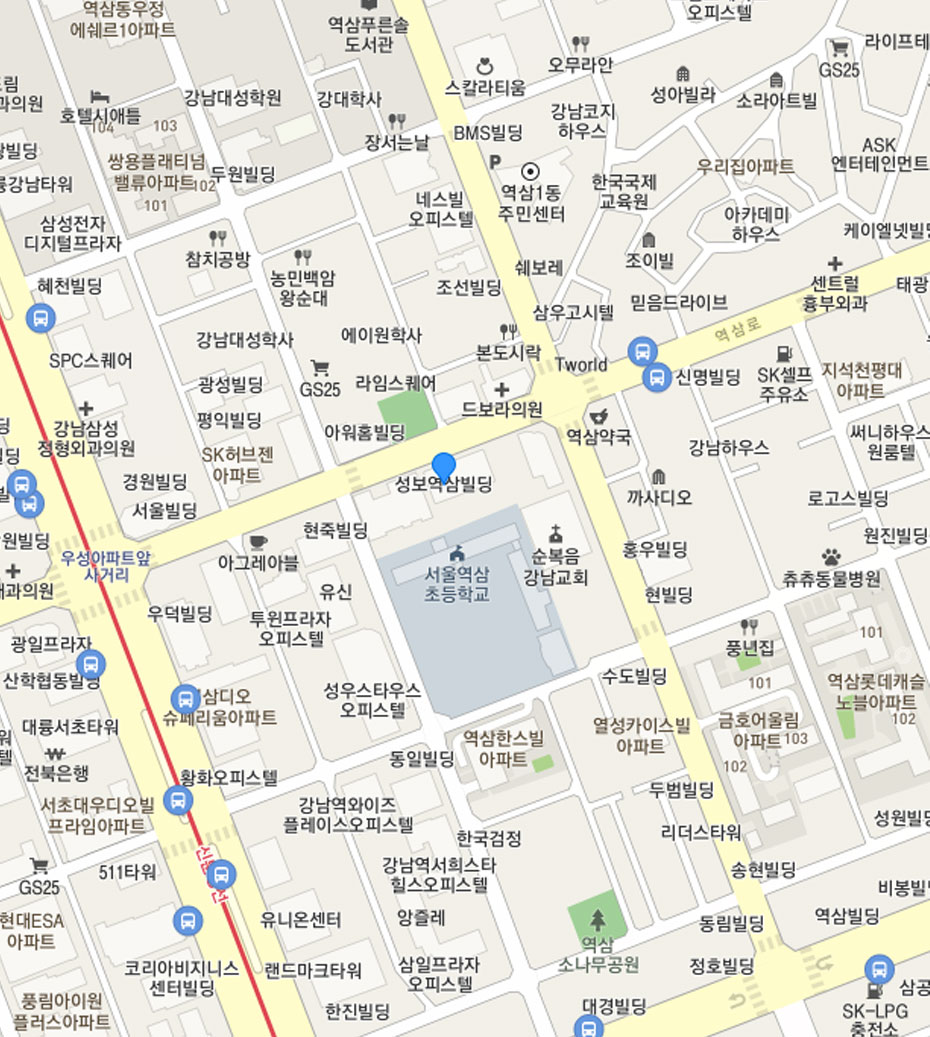 역삼동우정
에쉐르1아파트
역삼푸른솔
도서관
오피스텔
라이프테
GS25
오무라안
스칼라티움
성아빌라
소라아트빌
호텔시애틀
104
103
강남대성학원
강대학사
장서는날
BMS빌딩
강남코지
하우스
ASK
엔터테인먼트
쌍용플래티넘
밸류아파트
102
101
두원빌딩
P
역삼1동
주민센터
한국국제
교육원
우리집아파트
아카데미
하우스
케이엘넷빌딩
삼성전자
디지털프라자
네스빌
오피스텔
참치공방
농민백암
왕순대
조선빌딩
쉐보레
조이빌
센트럴
흉부외과
태광
혜천빌딩
삼우고시텔
믿음드라이브
역삼로
SPC스퀘어
강남대성학사
에이원학사
본도시락
Tworld
신명빌딩
SK셀프
주유소
지석천평대
아파트
광성빌딩
GS25
라임스퀘어
드보라의원
평익빌딩
아워홈빌딩
역삼약국
강남하우스
써니하우스
원룸텔
강남삼성
정형외과의원
SK허브젠
아파트
경원빌딩
서울빌딩
성보역삼빌딩
까사디오
로고스빌딩
현죽빌딩
원진빌딩
우성아파트앞
사거리
아그레아블
서울역삼
초등학교
순복음
강남교회
홍우빌딩
츄츄동물병원
유신
현빌딩
우덕빌딩
투윈프라자
오피스텔
광일프라자
산학협동빌딩
풍년집
101
101
수도빌딩
삼디오
슈페리움아파트
성우스타우스
오피스텔
역삼롯데캐슬
노블아파트
102
대룡서초타워
전북은행
역삼한스빌
아파트
열성카이스빌
아파트
금호어울림
아파트
103
102
동일빌딩
황화오피스텔
서초대우디오빌
프라임아파트
강남역와이즈
플레이스오피스텔
두범빌딩
한국검정
리더스타워
성원빌딩
GS25
511타워
강남역서희스타
힐스오피스텔
송현빌딩
비봉빌딩
현대ESA
아파트
유니온센터
앙즐레
동림빌딩
역삼빌딩
역삼
소나무공원
정호빌딩
코리아비지니스
센터빌딩
랜드마크타워
삼일프라자
오피스텔
삼공
풍림아이원
플러스아파트
한진빌딩
대경빌딩
SK-LPG
충전소